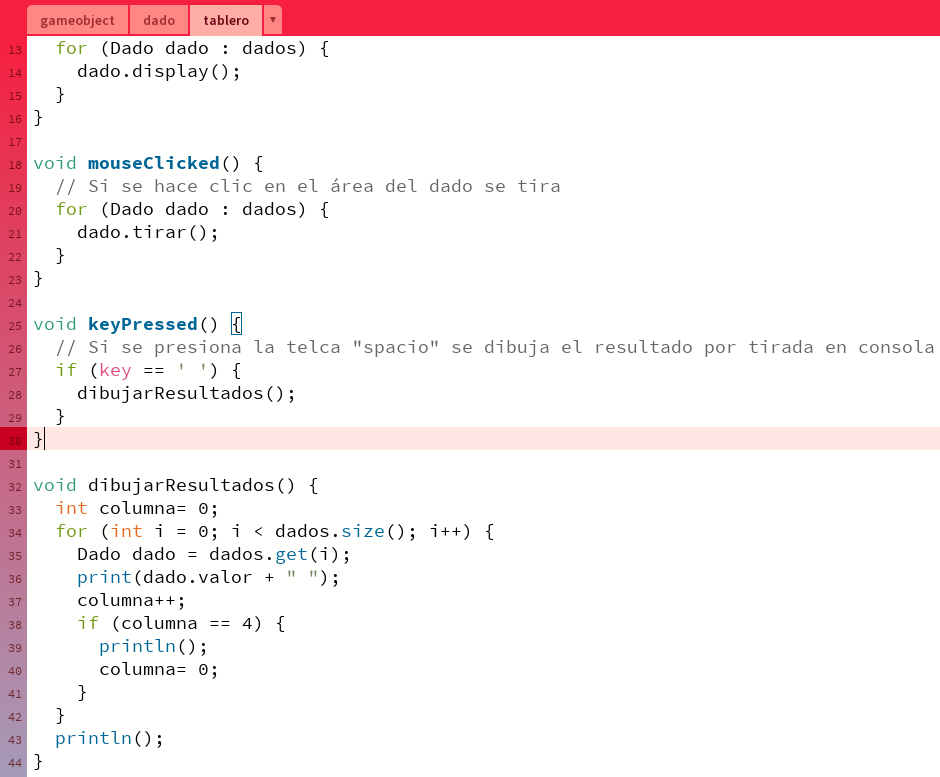 gameobject dado tablero ▼
13 for (Dado dado : dados) {
14 dado.display();
15 }
16 }
17
18 void mouseClicked() {
19 // Si se hace clic en el área del dado se tira
20 for (Dado dado : dados) {
21 dado.tirar();
22 }
23 }
24
25 void keyPressed() {
26 // Si se presiona la telca "spacio" se dibuja el resultado por tirada en consola
27 if (key == ' ') {
28 dibujarResultados();
29 }
30 }
31
32 void dibujarResultados() {
33 int columna= 0;
34 for (int i = 0; i < dados.size(); i++) {
35 Dado dado = dados.get(i);
36 print(dado.valor + " ");
37 columna++;
38 if (columna == 4) {
39 println();
40 columna= 0;
41 }
42 }
43 println();
44 }